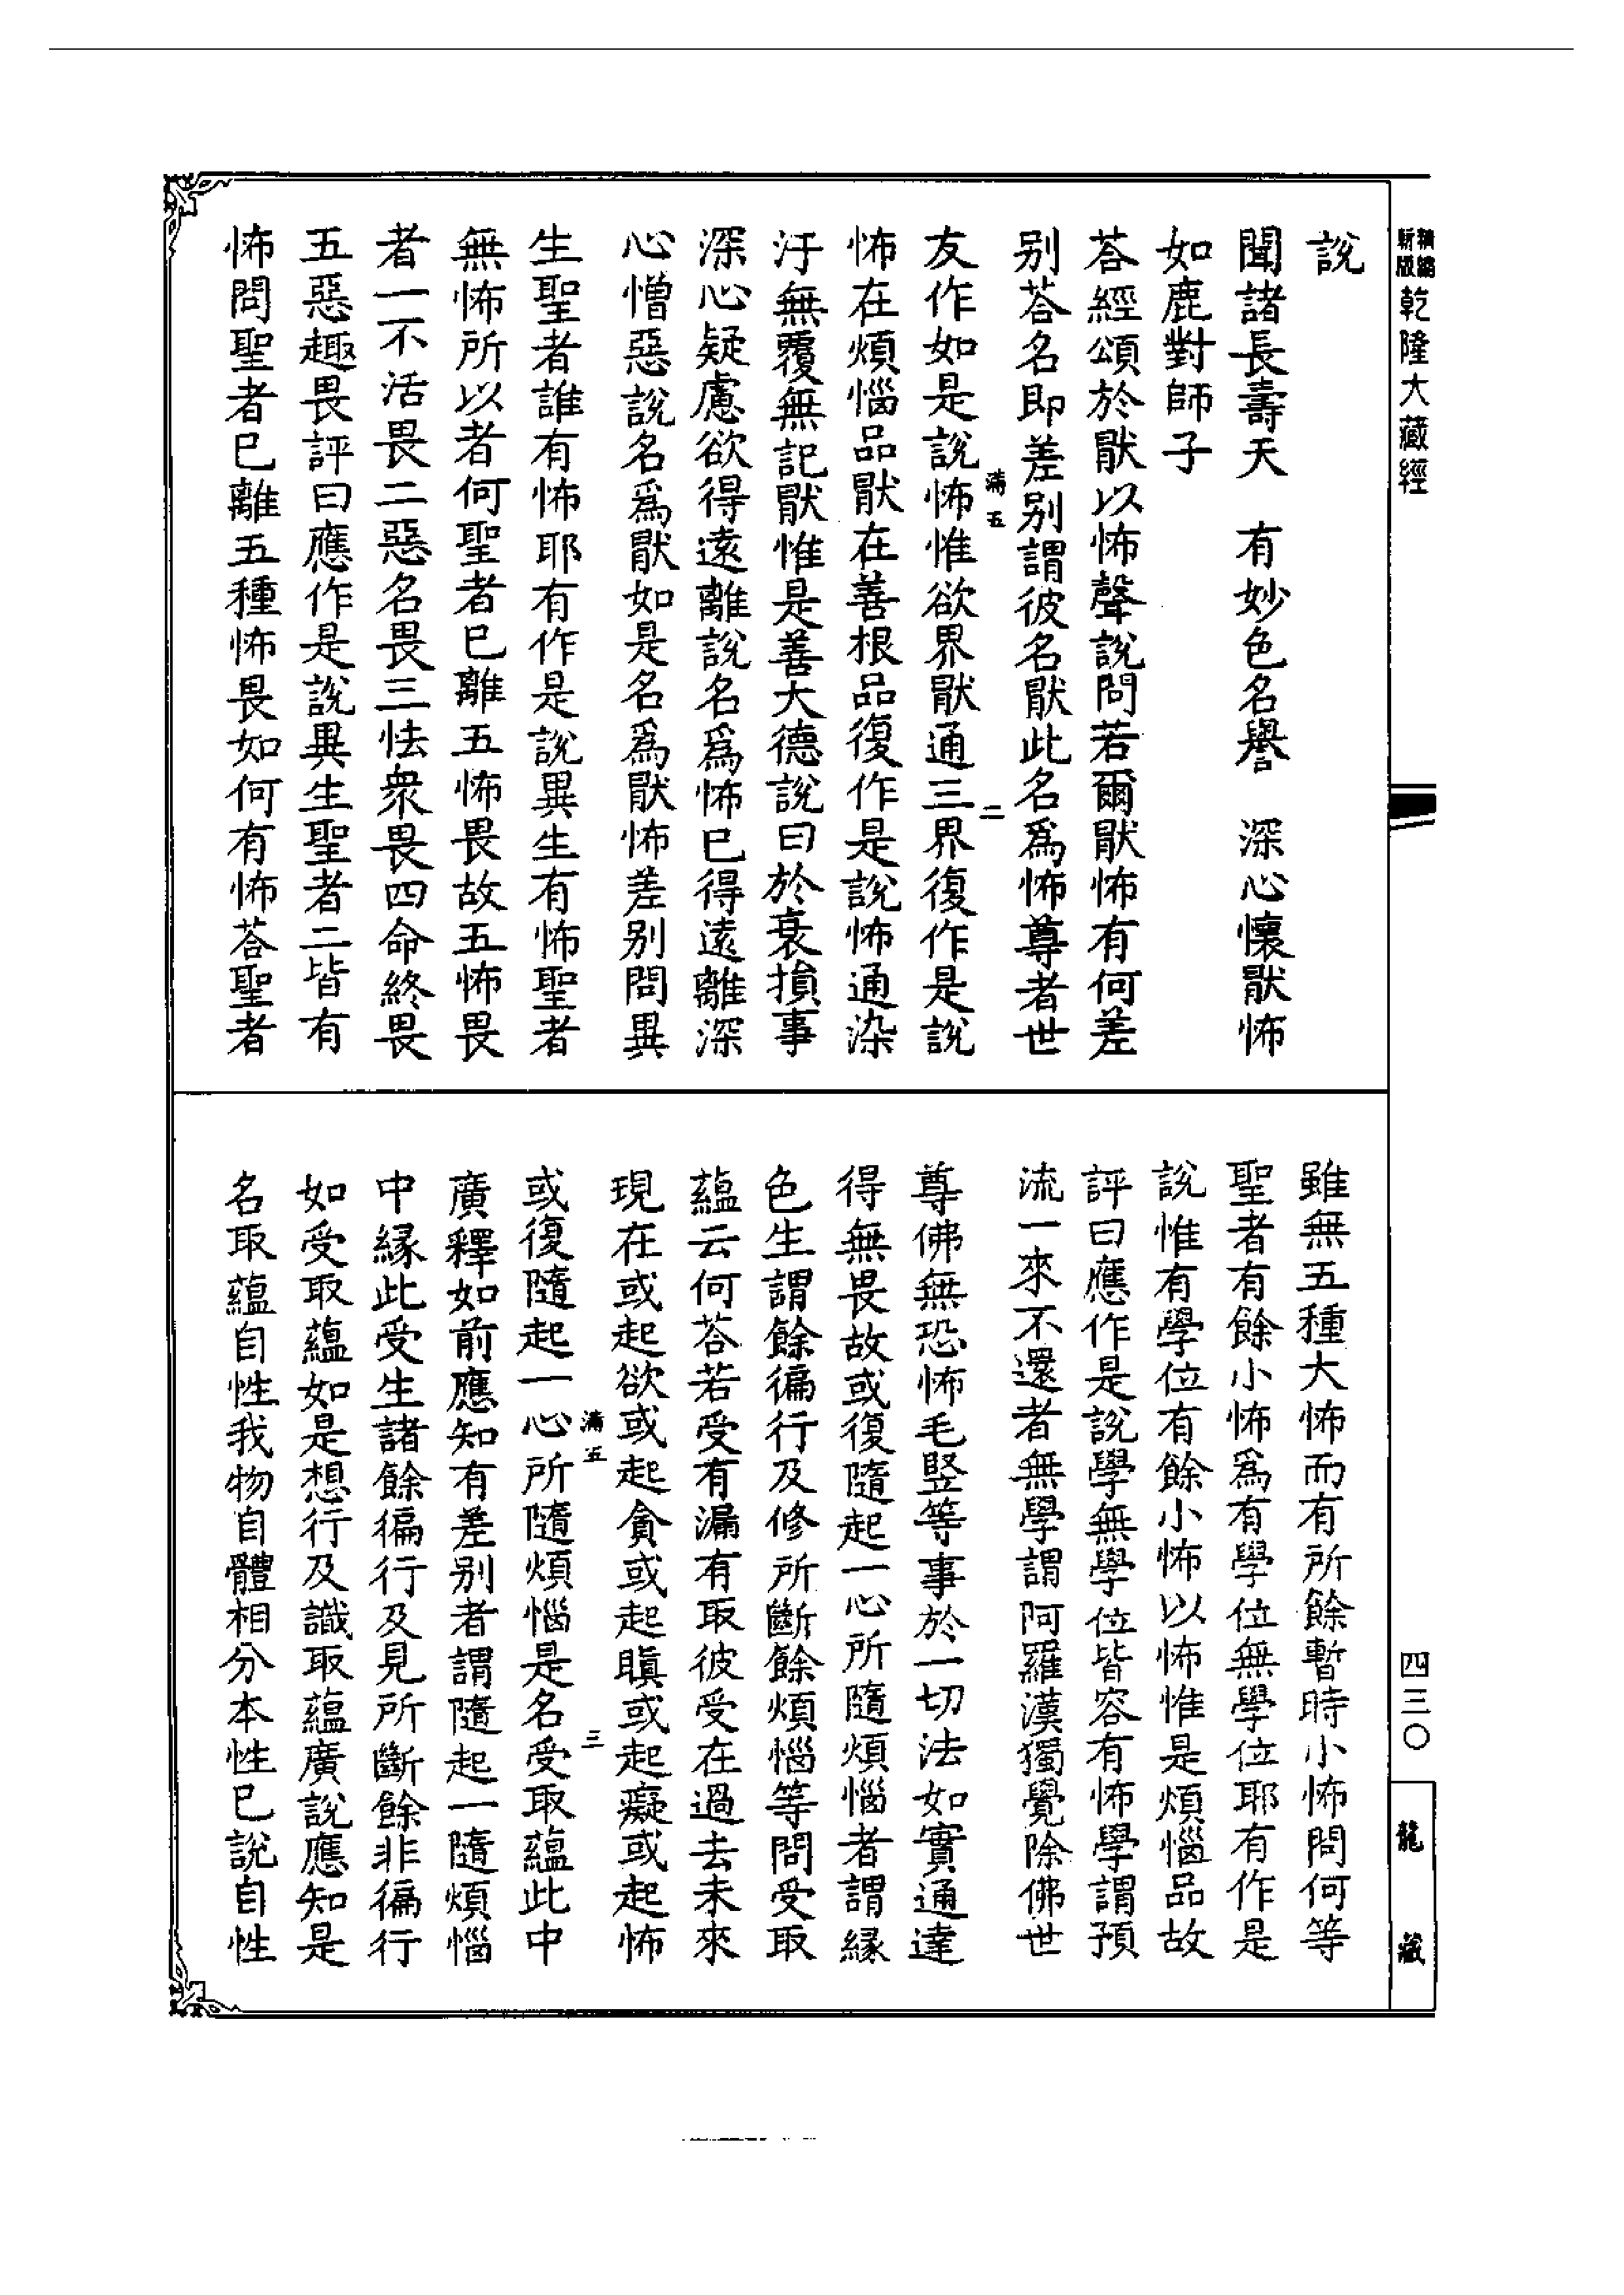 精編
新版
乾隆大藏經
說
聞諸長壽天　有妙色名譽　深心懷猒怖
如鹿對師子
荅經頌於猒以怖聲說問若爾猒怖有何差
别荅名即差别謂彼名猒此名爲怖尊者世
滿五
二
友作如是說怖惟欲界猒通三界復作是說
怖在煩惱品猒在善根品復作是說怖通染
汙無覆無記猒惟是善大德說曰於衰損事
深心疑慮欲得遠離說名爲怖已得遠離深
心憎惡說名爲猒如是名爲猒怖差别問異
生聖者誰有怖耶有作是說異生有怖聖者
無怖所以者何聖者已離五怖畏故五怖畏
者一不活畏二惡名畏三怯衆畏四命終畏
五惡趣畏評曰應作是說異生聖者二皆有
怖問聖者已離五種怖畏如何有怖荅聖者
雖無五種大怖而有所餘暫時小怖問何等
聖者有餘小怖爲有學位無學位耶有作是
說惟有學位有餘小怖以怖惟是煩惱品故
評曰應作是說學無學位皆容有怖學謂預
流一來不還者無學謂阿羅漢獨覺除佛世
尊佛無恐怖毛竪等事於一切法如實通達
得無畏故或復隨起一心所隨煩惱者謂緣
色生謂餘徧行及修所斷餘煩惱等問受取
蘊云何荅若受有漏有取彼受在過去未來
現在或起欲或起貪或起瞋或起癡或起怖
滿五
三
或復隨起一心所隨煩惱是名受取蘊此中
廣釋如前應知有差别者謂隨起一隨煩惱
中緣此受生諸餘徧行及見所斷餘非徧行
如受取蘊如是想行及識取蘊廣說應知是
名取蘊自性我物自體相分本性已說自性
四三〇
龍藏